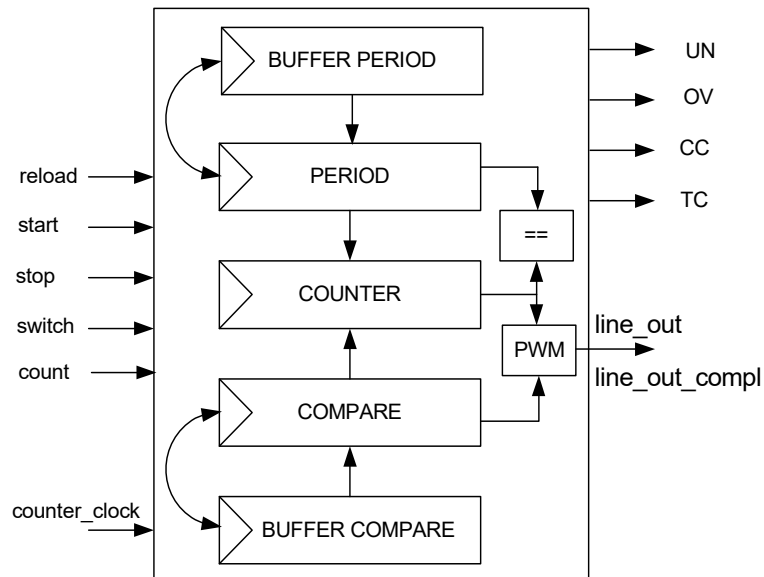 BUFFER PERIOD
UN
OV
CC
TC
PERIOD
reload
start
==
stop
COUNTER
switch
line_out
PWM
count
line_out_compl
COMPARE
counter_clock
BUFFER COMPARE